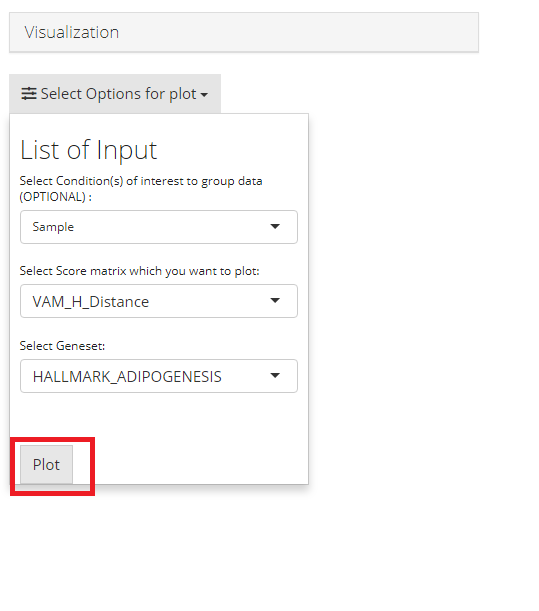 Visualization
Select Options for plot
List of Input
Select Condition(s) of interest to group data
(OPTIONAL) :
Sample
Select Score matrix which you want to plot:
VAM_H_Distance
Select Geneset:
HALLMARK_ADIPOGENESIS
Plot